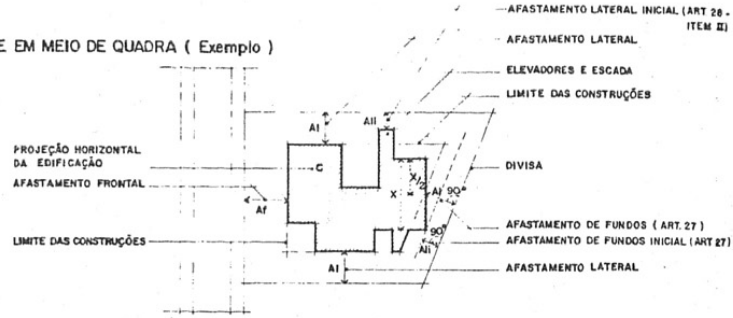 AFASTAMENTO LATERAL INICIAL (ART 28 -
ITEM II)
E EM MEIO DE QUADRA ( Exemplo )
AFASTAMENTO LATERAL
ELEVADORES E ESCADA
LIMITE DAS CONSTRUÇÕES
PROJEÇÃO HORIZONTAL
DA EDIFICAÇÃO
AFASTAMENTO FRONTAL
LIMITE DAS CONSTRUÇÕES
Al
All
C
X
X/2
Af
Al
90°
90°
Ali
Al
DIVISA
AFASTAMENTO DE FUNDOS ( ART. 27 )
AFASTAMENTO DE FUNDOS INICIAL (ART 27)
AFASTAMENTO LATERAL